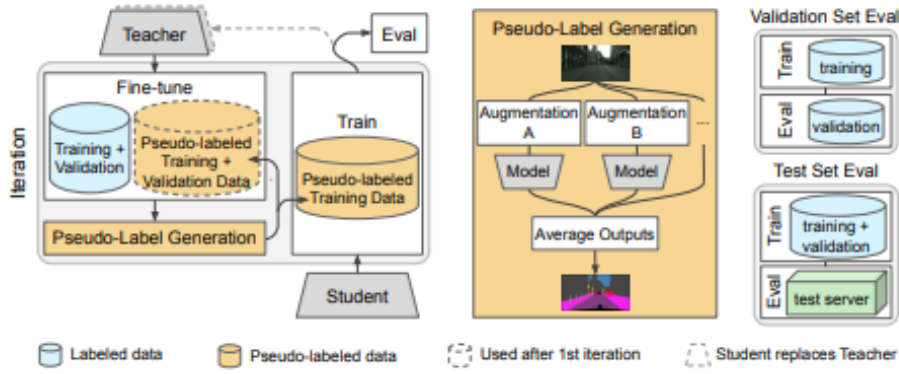 Teacher
Eval
Iteration
Fine-tune
Training +
Validation
Pseudo-labeled
Training +
Validation Data
Pseudo-Label Generation
Train
Pseudo-labeled
Training Data
Student
Pseudo-Label Generation
Augmentation
A
Augmentation
B
...
Model
Model
Average Outputs
Validation Set Eval
Train
training
Eval
validation
Test Set Eval
Train
training +
validation
Eval
test server
Labeled data
Pseudo-labeled data
Used after 1st iteration
Student replaces Teacher